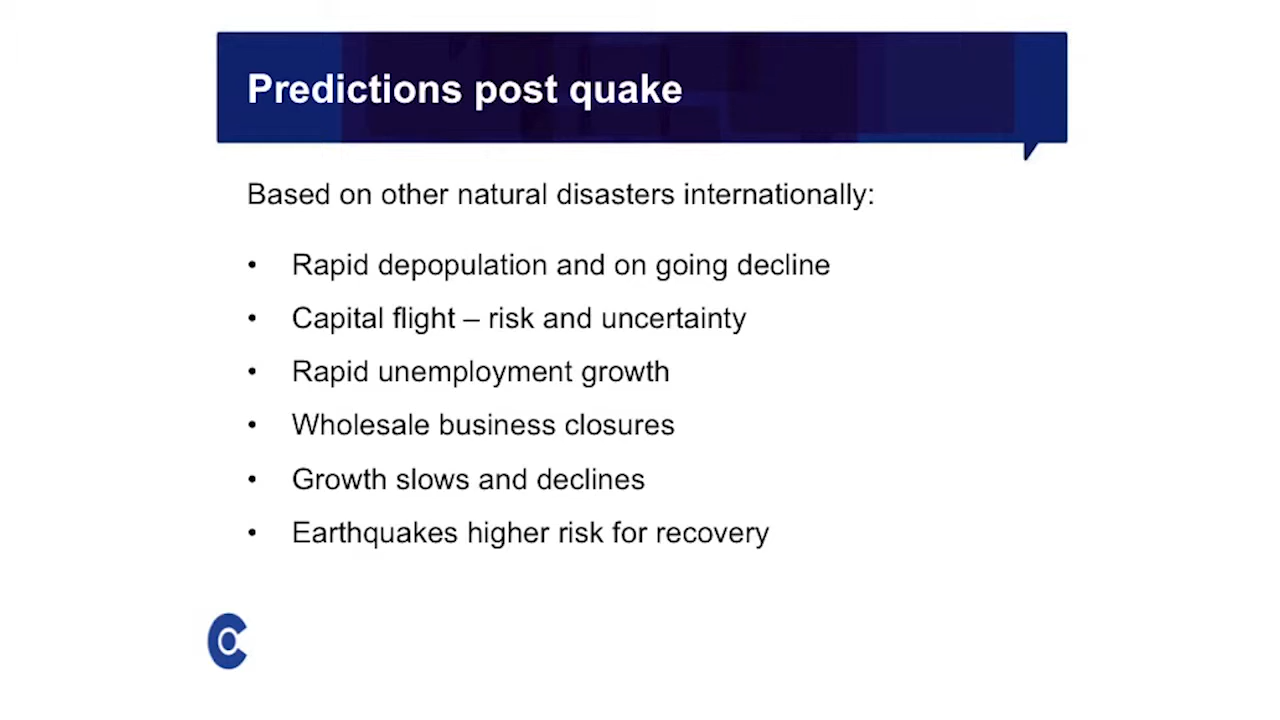 Predictions post quake
Based on other natural disasters internationally:
• Rapid depopulation and on going decline
• Capital flight – risk and uncertainty
• Rapid unemployment growth
• Wholesale business closures
• Growth slows and declines
• Earthquakes higher risk for recovery